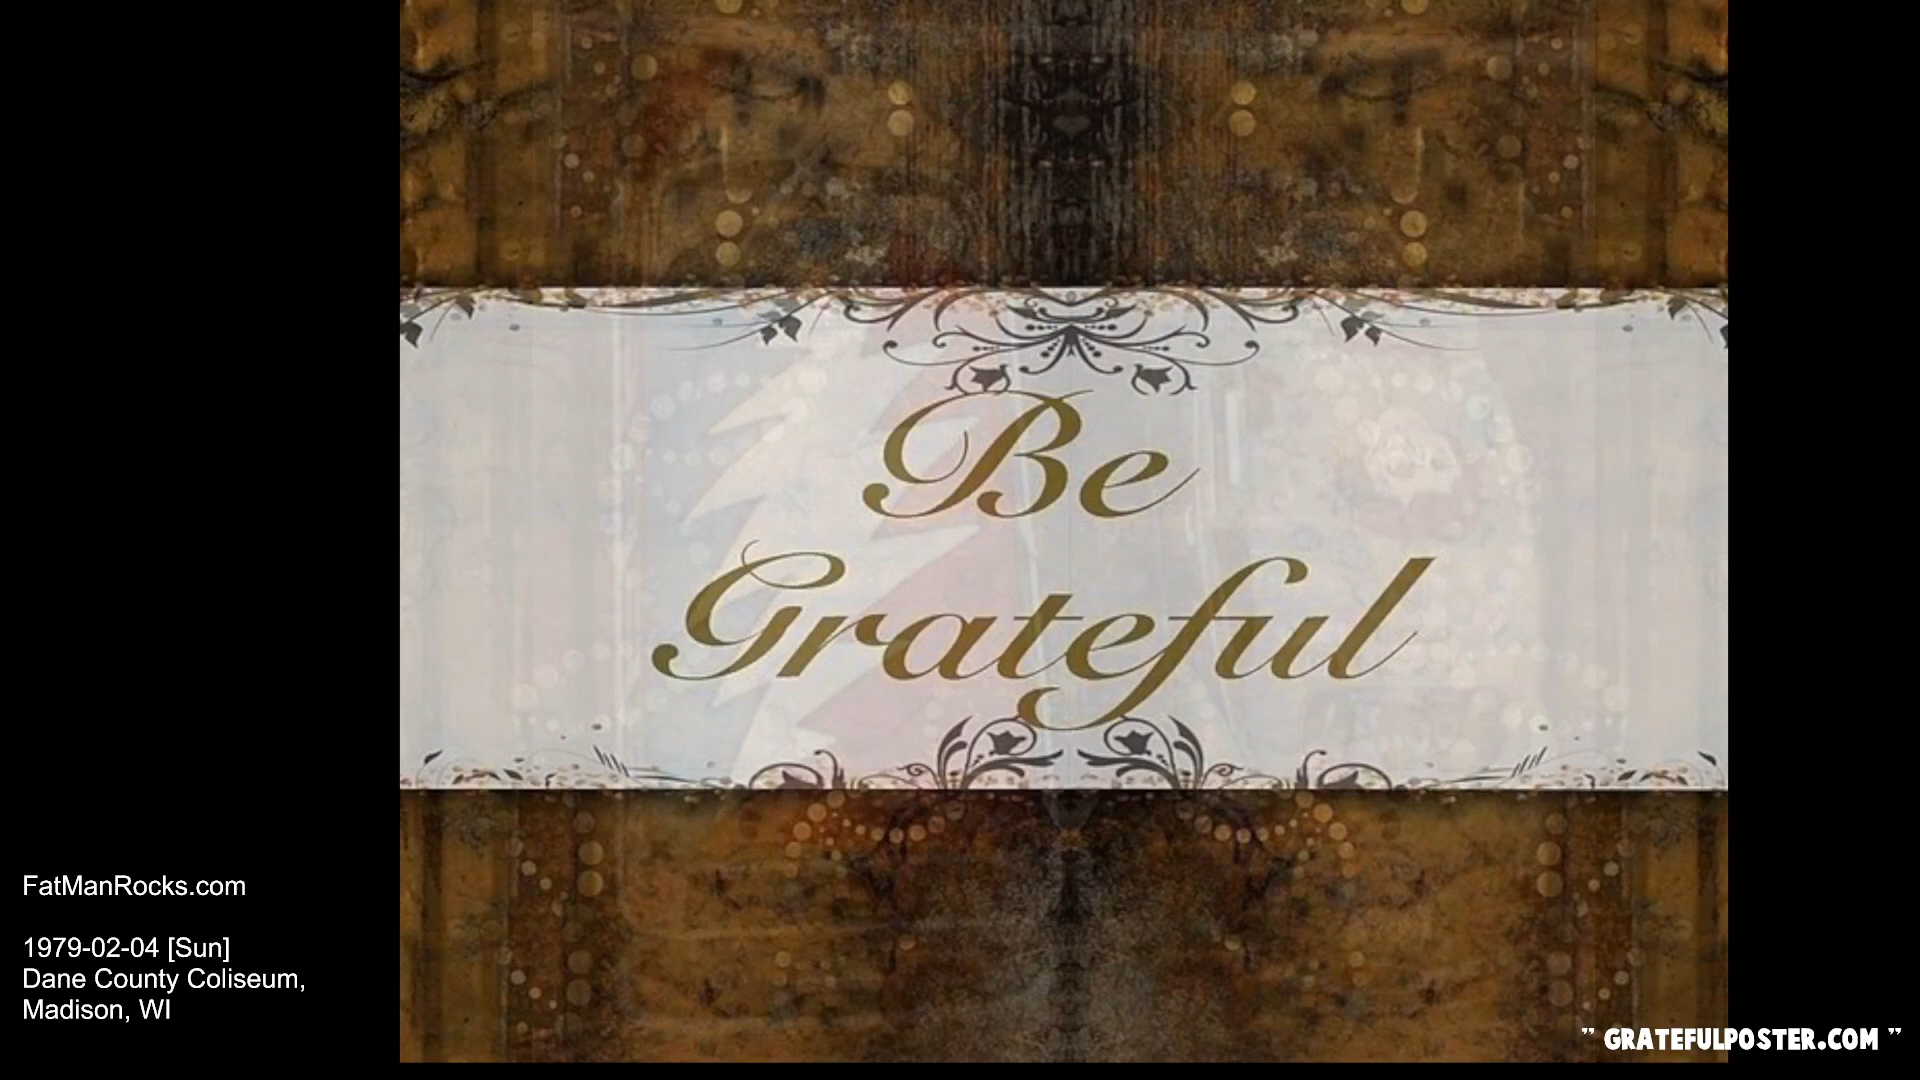 Be
Grateful
FatManRocks.com
1979-02-04 [Sun]
Dane County Coliseum,
Madison, WI
" GRATEFULPOSTER.COM "